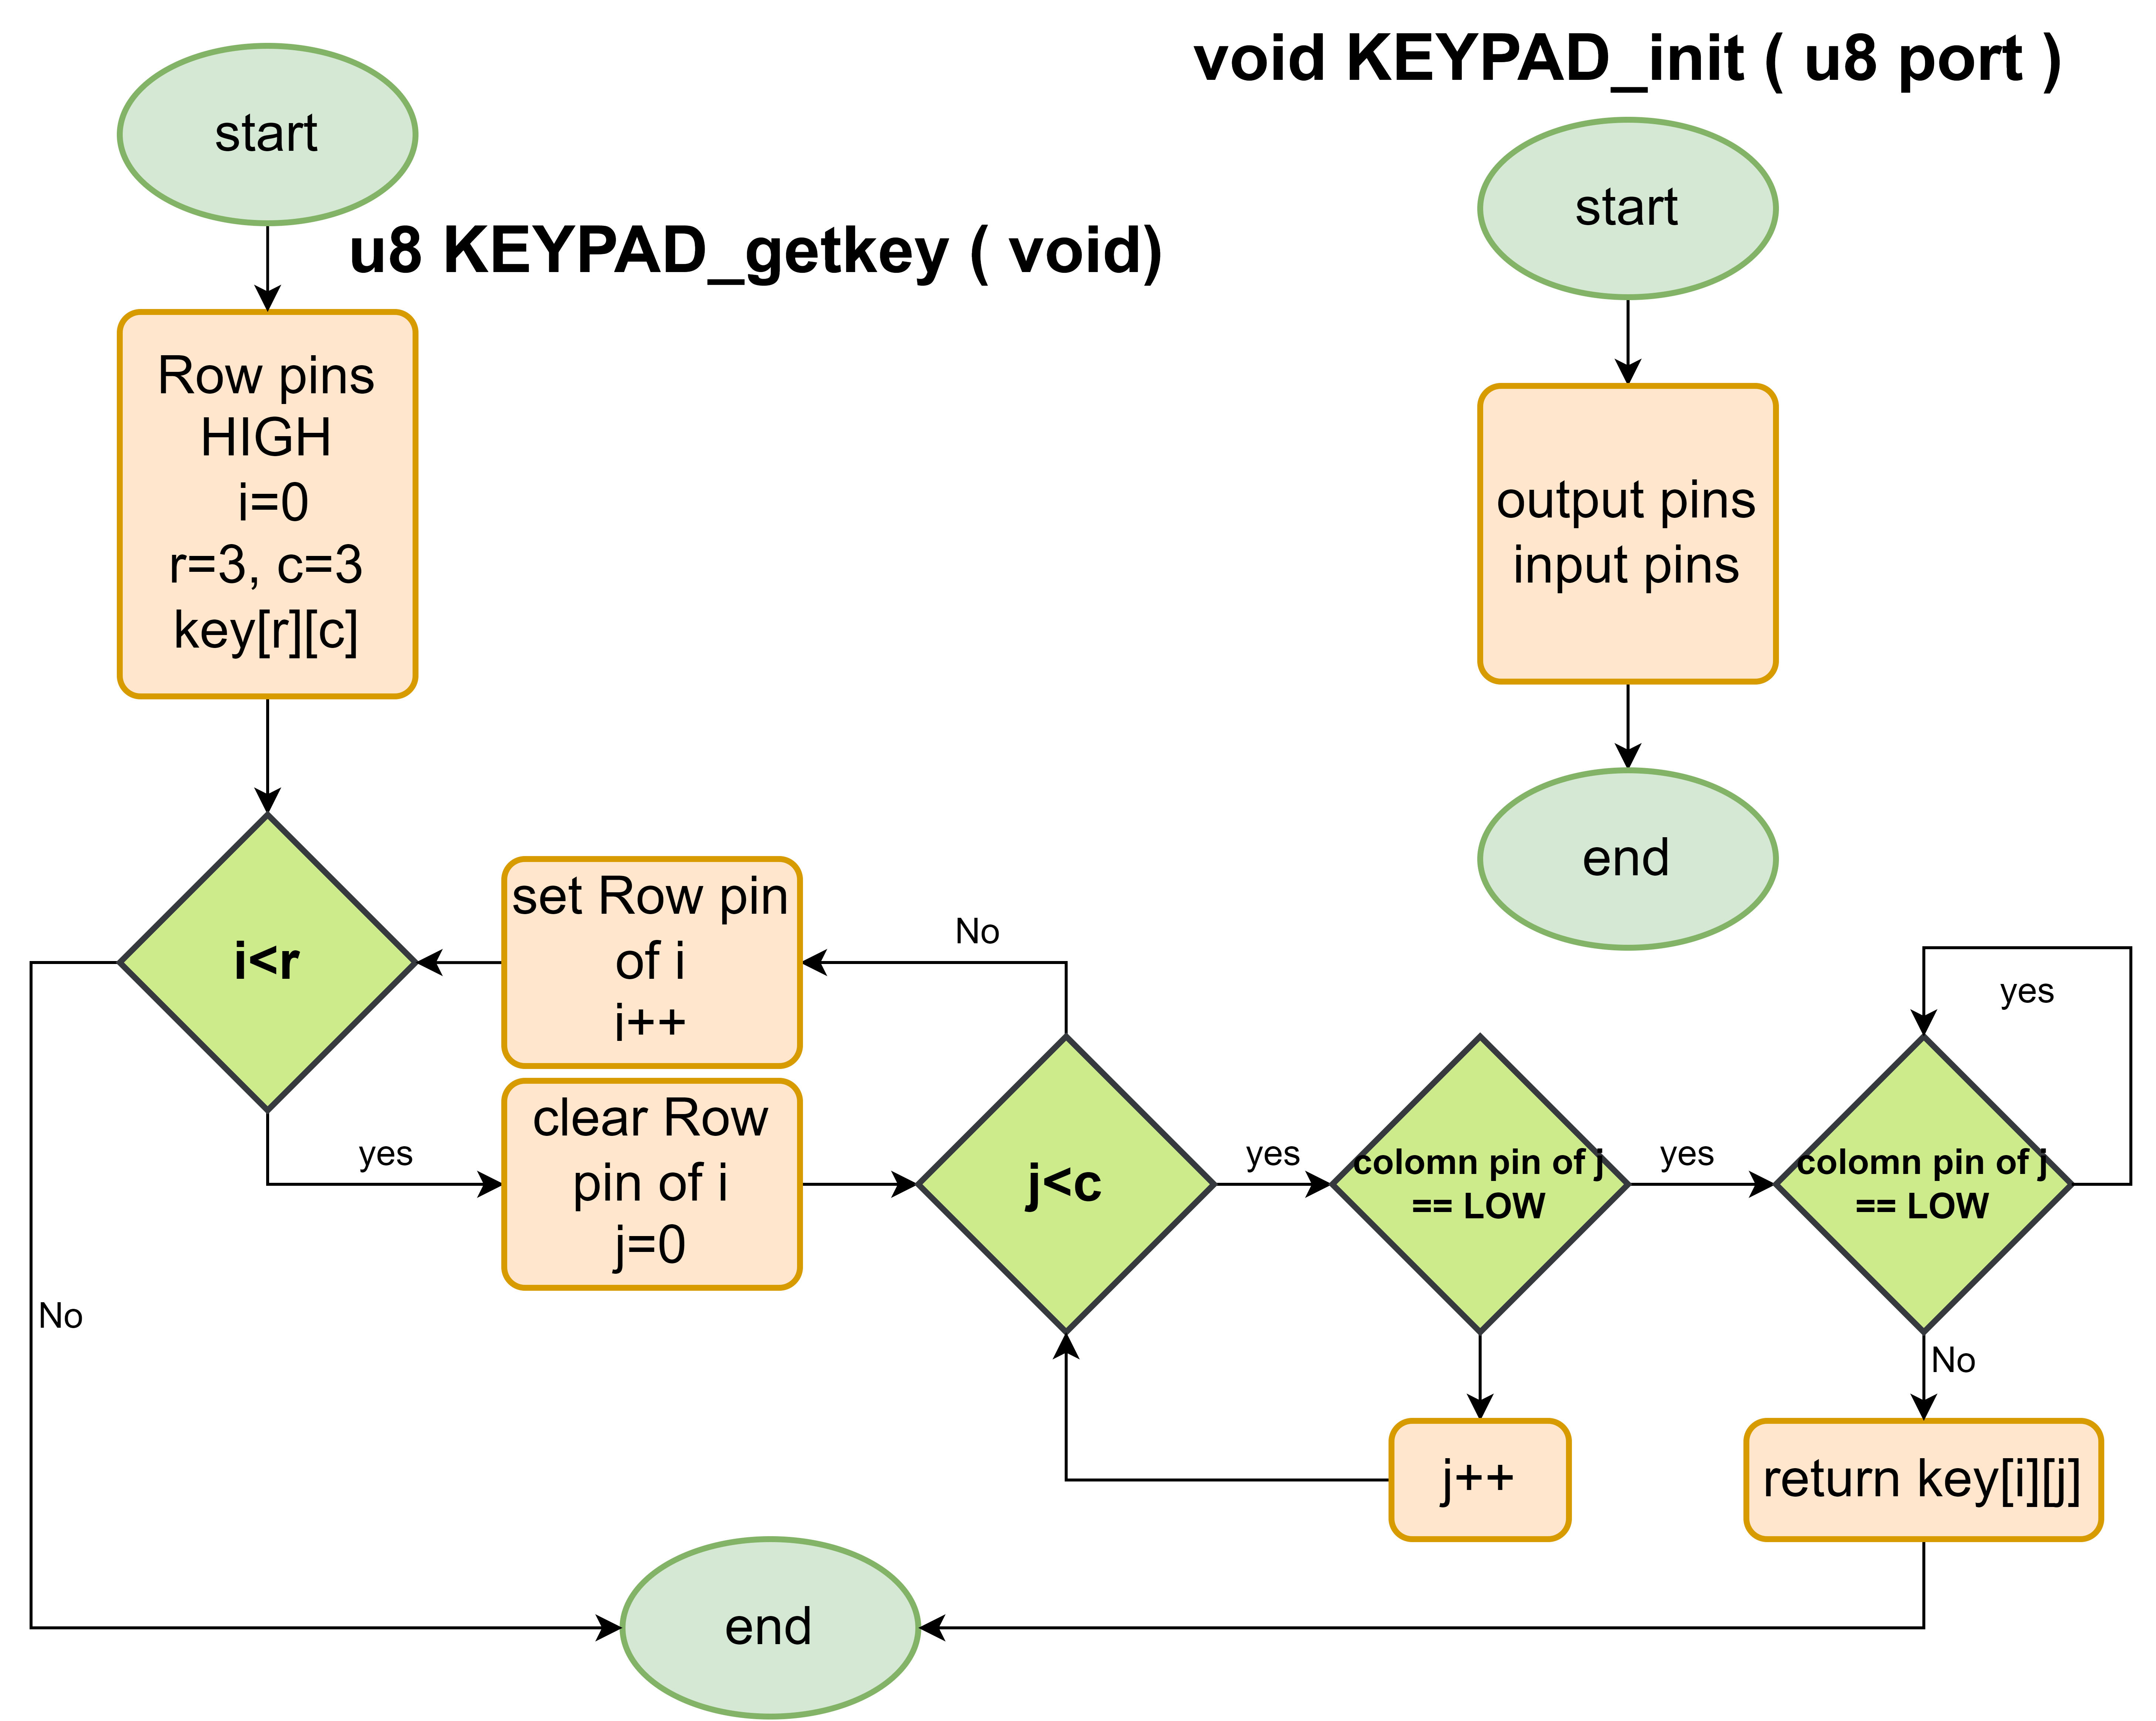 void KEYPAD_init ( u8 port )
start
start
u8 KEYPAD_getkey ( void)
Row pins
HIGH
i=0
r=3, c=3
key[r][c]
output pins
input pins
end
i<r
set Row pin
of i
i++
No
yes
clear Row
pin of i
j=0
yes
j<c
yes
colomn pin of j
== LOW
yes
colomn pin of j
== LOW
No
No
j++
return key[i][j]
end